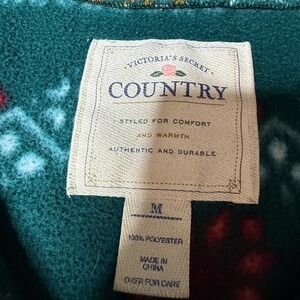 VICTORIA'S SECRET
COUNTRY
STYLED FOR COMFORT
AND WARMTH
AUTHENTIC AND DURABLE
M
100% POLYESTER
MADE IN
CHINA
OVER FOR CARE